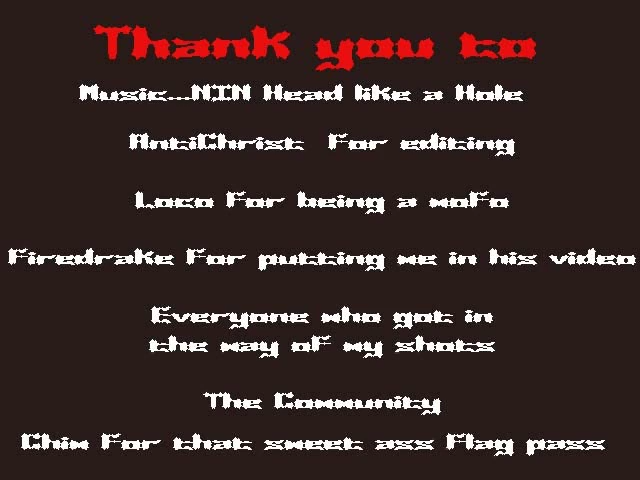 Thank you to
Music...NIN Head like a Hole
AntiChrist For editing
Loco For being a moFo
Firedrake For putting me in his video
Everyone who got in
the way of my shots
The Community
Chim For that sweet ass Flag pass